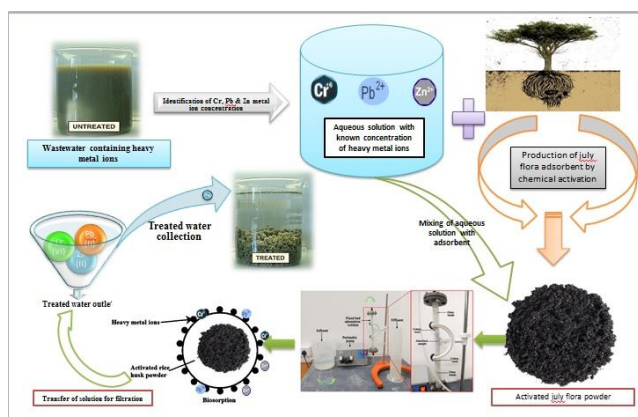 UNTREATED
Wastewater containing heavy
metal ions
Identification of Cr, Pb & Zn metal
ion concentration
Cr
Pb2+
Zn2+
Aqueous solution with
known concentration
of heavy metal ions
Production of july
flora adsorbent by
chemical activation
Treated water
collection
TREATED
Mixing of aqueous
solution with
adsorbent
Treated water outle
Heavy metal ions
Activated rice
husk powder
Biosorption
Transfer of solution for filtration
Activated july flora powder